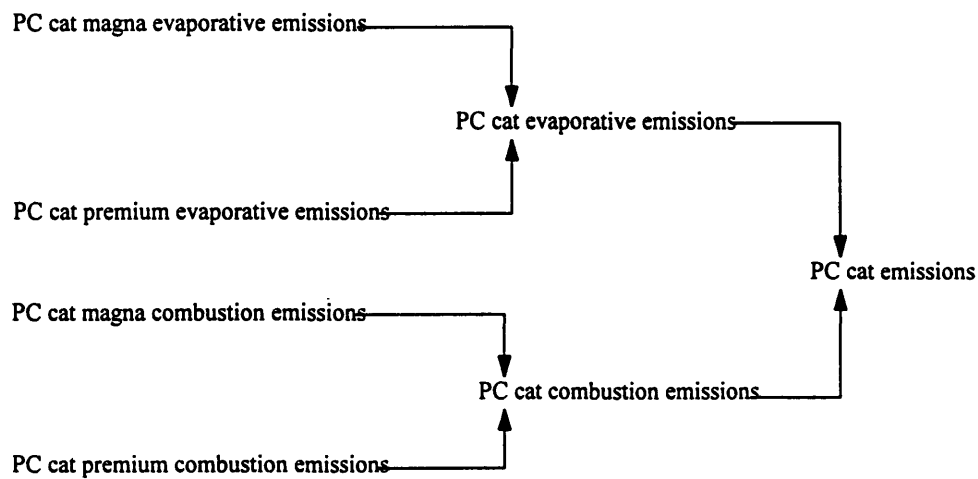 PC cat magna evaporative emissions
PC cat evaporative emissions
PC cat premium evaporative emissions
PC cat emissions
PC cat magna combustion emissions
PC cat combustion emissions
PC cat premium combustion emissions